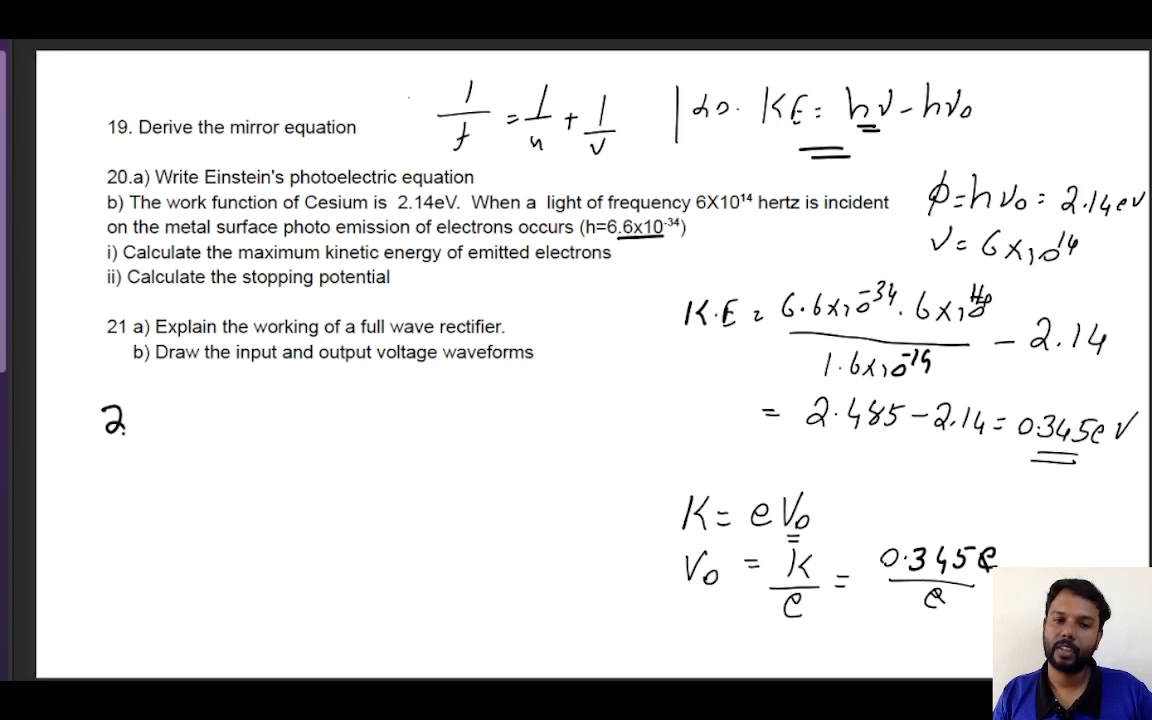 1/f = 1/u + 1/v
20. KE = hν - hν₀
19. Derive the mirror equation
20.a) Write Einstein's photoelectric equation
b) The work function of Cesium is 2.14eV. When a light of frequency 6X10¹⁴ hertz is incident
on the metal surface photo emission of electrons occurs (h=6.6x10⁻³⁴)
i) Calculate the maximum kinetic energy of emitted electrons
ii) Calculate the stopping potential
21 a) Explain the working of a full wave rectifier.
b) Draw the input and output voltage waveforms
2
ϕ = hν₀ = 2.14eV
ν = 6×10¹⁴
K.E = 6.6×10⁻³⁴ . 6×10¹⁴ / 1.6×10⁻¹⁹ - 2.14
= 2.485 - 2.14 = 0.345eV
K = eV₀
V₀ = K/e = 0.345e/e